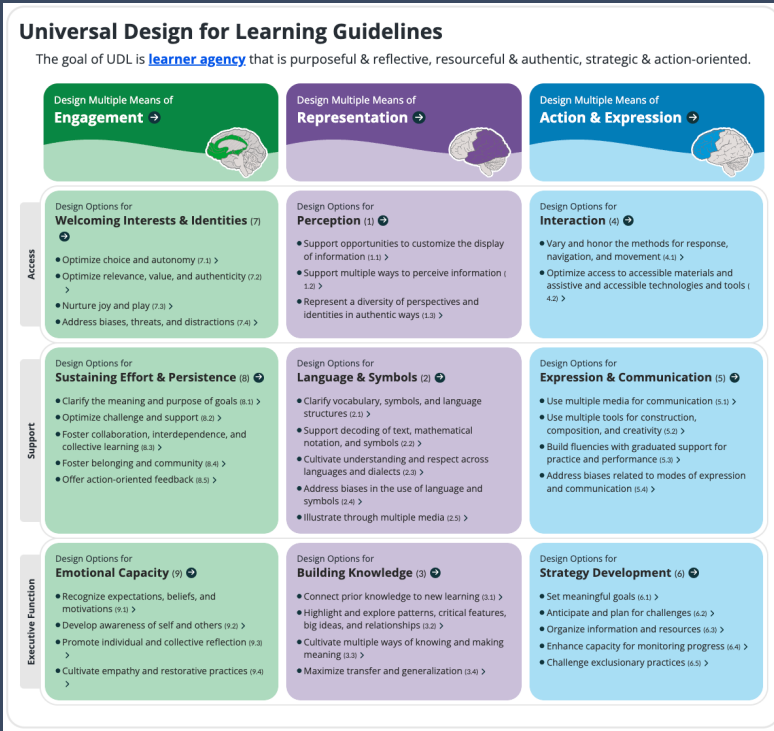 Universal Design for Learning Guidelines
The goal of UDL is learner agency that is purposeful & reflective, resourceful & authentic, strategic & action-oriented.
Design Multiple Means of
Engagement
Design Multiple Means of
Representation
Design Multiple Means of
Action & Expression
Access
Design Options for
Welcoming Interests & Identities (7)
• Optimize choice and autonomy (7.1) >
• Optimize relevance, value, and authenticity (7.2)
>
• Nurture joy and play (7.3) >
• Address biases, threats, and distractions (7.4) >
Design Options for
Perception (1)
• Support opportunities to customize the display
of information (1.1) >
• Support multiple ways to perceive information (
1.2) >
• Represent a diversity of perspectives and
identities in authentic ways (1.3) >
Design Options for
Interaction (4)
• Vary and honor the methods for response,
navigation, and movement (4.1) >
• Optimize access to accessible materials and
assistive and accessible technologies and tools (
4.2) >
Support
Design Options for
Sustaining Effort & Persistence (8)
• Clarify the meaning and purpose of goals (8.1) >
• Optimize challenge and support (8.2) >
• Foster collaboration, interdependence, and
collective learning (8.3) >
• Foster belonging and community (8.4) >
• Offer action-oriented feedback (8.5) >
Design Options for
Language & Symbols (2)
• Clarify vocabulary, symbols, and language
structures (2.1) >
• Support decoding of text, mathematical
notation, and symbols (2.2) >
• Cultivate understanding and respect across
languages and dialects (2.3) >
• Address biases in the use of language and
symbols (2.4) >
• Illustrate through multiple media (2.5) >
Design Options for
Expression & Communication (5)
• Use multiple media for communication (5.1) >
• Use multiple tools for construction,
composition, and creativity (5.2) >
• Build fluencies with graduated support for
practice and performance (5.3) >
• Address biases related to modes of expression
and communication (5.4) >
Executive Function
Design Options for
Emotional Capacity (9)
• Recognize expectations, beliefs, and
motivations (9.1) >
• Develop awareness of self and others (9.2) >
• Promote individual and collective reflection (9.3)
>
• Cultivate empathy and restorative practices (9.4)
>
Design Options for
Building Knowledge (3)
• Connect prior knowledge to new learning (3.1) >
• Highlight and explore patterns, critical features,
big ideas, and relationships (3.2) >
• Cultivate multiple ways of knowing and making
meaning (3.3) >
• Maximize transfer and generalization (3.4) >
Design Options for
Strategy Development (6)
• Set meaningful goals (6.1) >
• Anticipate and plan for challenges (6.2) >
• Organize information and resources (6.3) >
• Enhance capacity for monitoring progress (6.4) >
• Challenge exclusionary practices (6.5) >